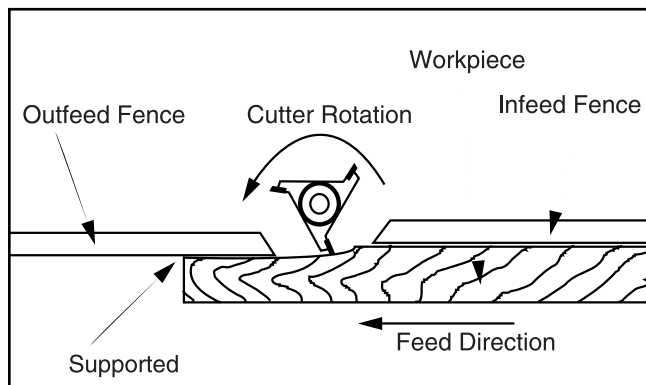 Workpiece
Infeed Fence
Outfeed Fence
Cutter Rotation
Feed Direction
Supported